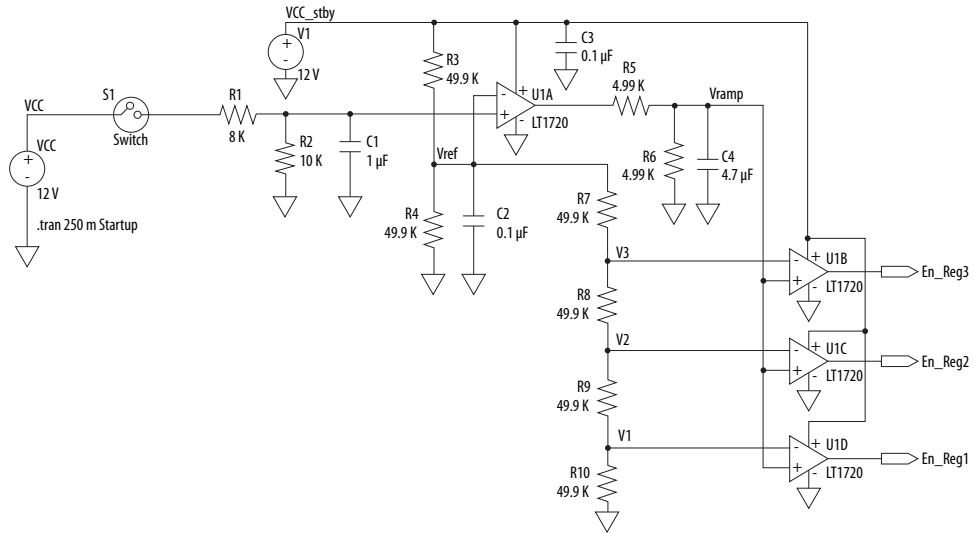 VCC_stby
V1
12 V
R3
49.9 K
C3
0.1 µF
U1A
LT1720
R5
4.99 K
Vramp
VCC
S1
Switch
R1
8 K
VCC
12 V
R2
10 K
C1
1 µF
Vref
R4
49.9 K
C2
0.1 µF
R6
4.99 K
C4
4.7 µF
.tran 250 m Startup
R7
49.9 K
V3
U1B
LT1720
En_Reg3
R8
49.9 K
V2
U1C
LT1720
En_Reg2
R9
49.9 K
V1
U1D
LT1720
En_Reg1
R10
49.9 K